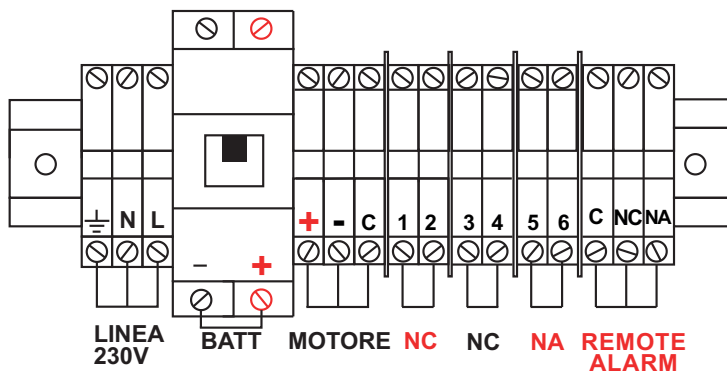 N L + - C 1 2 3 4 5 6 C NC NA
- +
LINEA BATT MOTORE NC NC NA REMOTE
230V ALARM